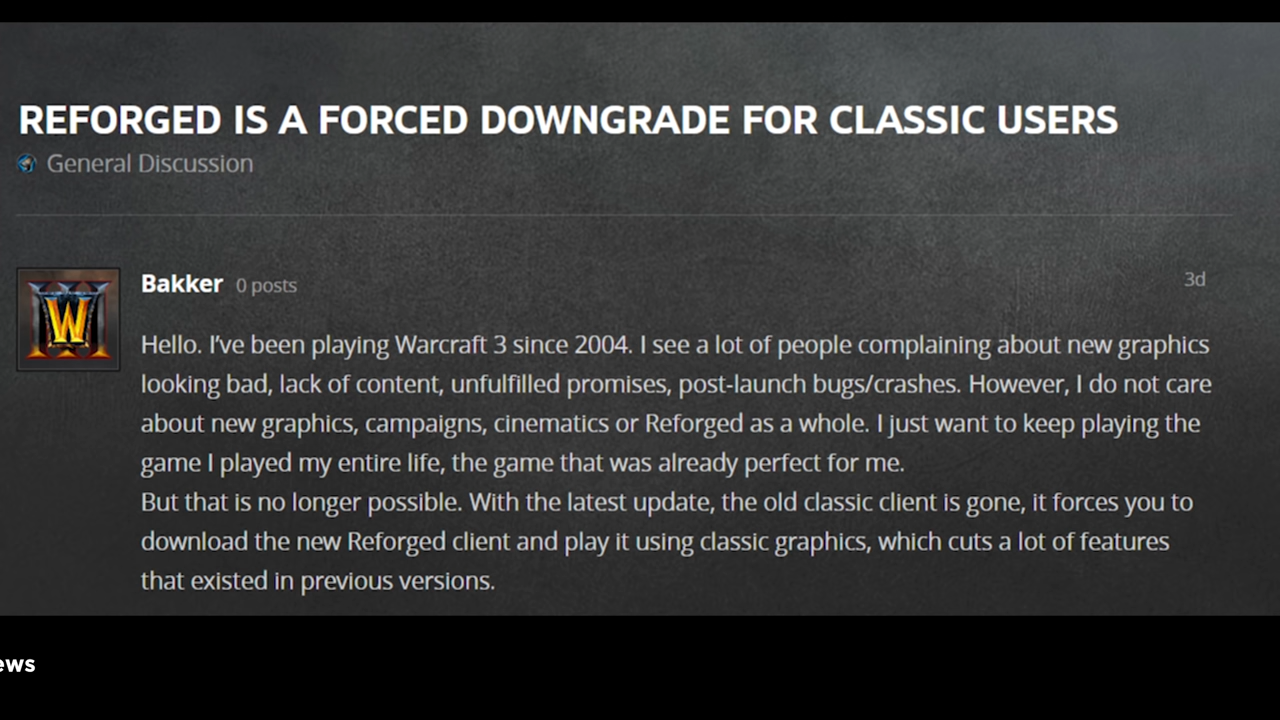 REFORGED IS A FORCED DOWNGRADE FOR CLASSIC USERS
General Discussion
Bakker 0 posts 3d
Hello. I’ve been playing Warcraft 3 since 2004. I see a lot of people complaining about new graphics
looking bad, lack of content, unfulfilled promises, post-launch bugs/crashes. However, I do not care
about new graphics, campaigns, cinematics or Reforged as a whole. I just want to keep playing the
game I played my entire life, the game that was already perfect for me.
But that is no longer possible. With the latest update, the old classic client is gone, it forces you to
download the new Reforged client and play it using classic graphics, which cuts a lot of features
that existed in previous versions.
ews